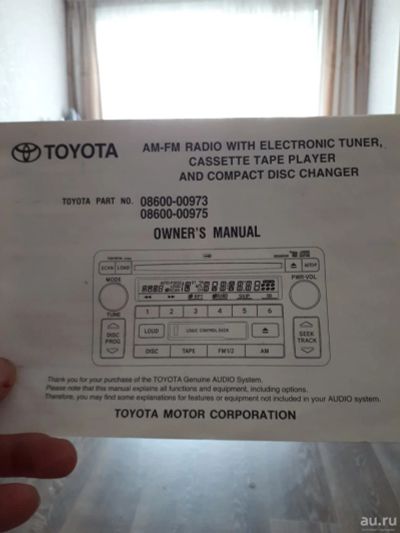 TOYOTA
AM-FM RADIO WITH ELECTRONIC TUNER,
CASSETTE TAPE PLAYER
AND COMPACT DISC CHANGER
TOYOTA PART NO. 08600-00973
08600-00975
OWNER'S MANUAL
SCAN LOAD
MODE
PWR·VOL
TUNE
1 2 3 4 5 6
DISC
PROG
LOUD
LOGIC CONTROL DECK
SEEK
TRACK
DISC TAPE FM1/2 AM
Thank you for your purchase of the TOYOTA Genuine AUDIO System.
Please note that this manual explains all functions and equipment, including options.
Therefore, you may find some explanations for features or equipment not included in your AUDIO system.
TOYOTA MOTOR CORPORATION
au.ru